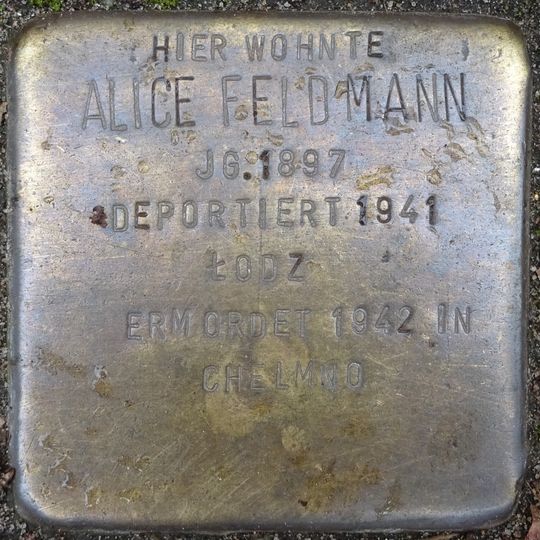 HIER WOHNTE
ALICE FELDMANN
JG. 1897
DEPORTIERT 1941
ŁODZ
ERMORDET 1942 IN
CHELMNO